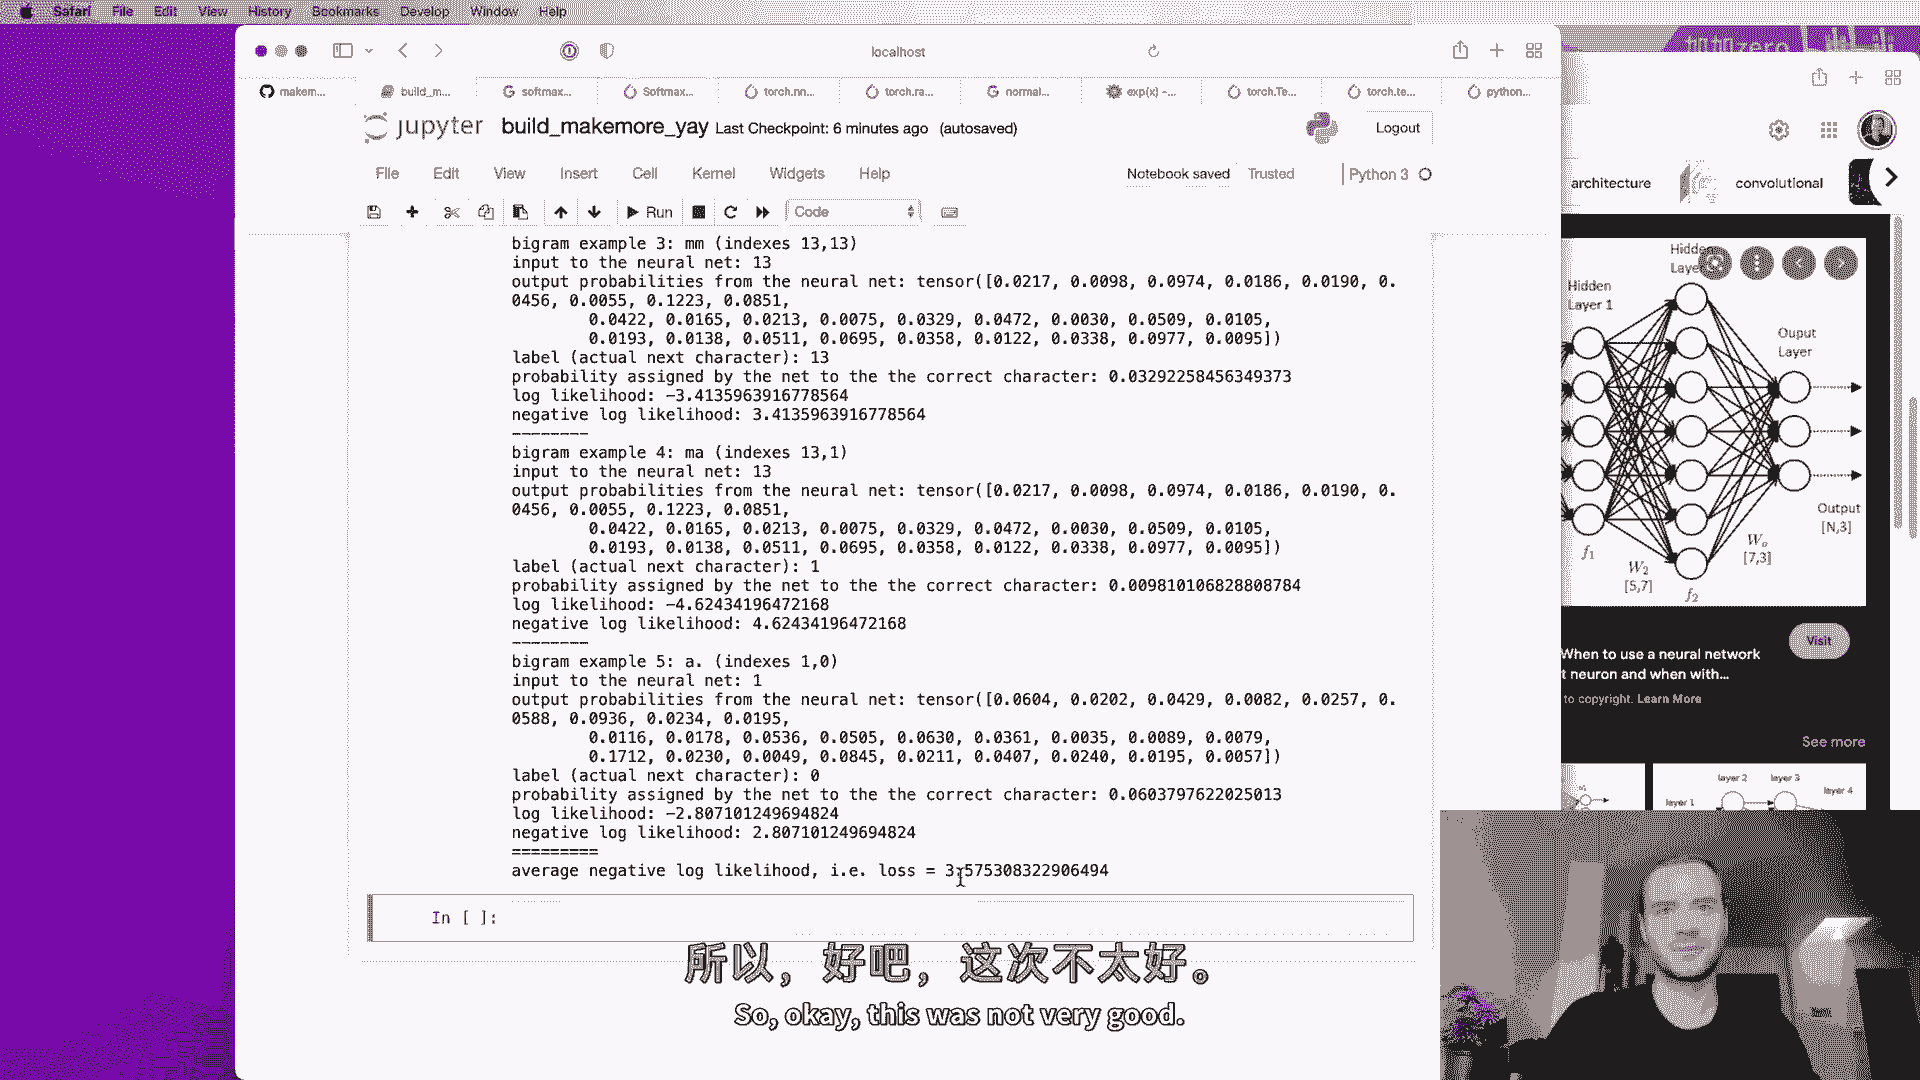 Safari File Edit View History Bookmarks Develop Window Help
localhost
makem...
build_m...
softmax...
Softmax...
torch.nn...
torch.ra...
normal...
exp(x) –...
torch.Te...
torch.te...
python...
jupyter build_makemore_yay Last Checkpoint: 6 minutes ago (autosaved)
Logout
File Edit View Insert Cell Kernel Widgets Help
Notebook saved Trusted Python 3
Run Code
bigram example 3: mm (indexes 13,13)
input to the neural net: 13
output probabilities from the neural net: tensor([0.0217, 0.0098, 0.0974, 0.0186, 0.0190, 0.
0456, 0.0055, 0.1223, 0.0851,
0.0422, 0.0165, 0.0213, 0.0075, 0.0329, 0.0472, 0.0030, 0.0509, 0.0105,
0.0193, 0.0138, 0.0511, 0.0695, 0.0358, 0.0122, 0.0338, 0.0977, 0.0095])
label (actual next character): 13
probability assigned by the net to the the correct character: 0.03292258456349373
log likelihood: -3.4135963916778564
negative log likelihood: 3.4135963916778564
--------
bigram example 4: ma (indexes 13,1)
input to the neural net: 13
output probabilities from the neural net: tensor([0.0217, 0.0098, 0.0974, 0.0186, 0.0190, 0.
0456, 0.0055, 0.1223, 0.0851,
0.0422, 0.0165, 0.0213, 0.0075, 0.0329, 0.0472, 0.0030, 0.0509, 0.0105,
0.0193, 0.0138, 0.0511, 0.0695, 0.0358, 0.0122, 0.0338, 0.0977, 0.0095])
label (actual next character): 1
probability assigned by the net to the the correct character: 0.009810106828808784
log likelihood: -4.62434196472168
negative log likelihood: 4.62434196472168
--------
bigram example 5: a. (indexes 1,0)
input to the neural net: 1
output probabilities from the neural net: tensor([0.0604, 0.0202, 0.0429, 0.0082, 0.0257, 0.
0588, 0.0936, 0.0234, 0.0195,
0.0116, 0.0178, 0.0536, 0.0505, 0.0630, 0.0361, 0.0035, 0.0089, 0.0079,
0.1712, 0.0230, 0.0049, 0.0845, 0.0211, 0.0407, 0.0240, 0.0195, 0.0057])
label (actual next character): 0
probability assigned by the net to the the correct character: 0.0603797622025013
log likelihood: -2.807101249694824
negative log likelihood: 2.807101249694824
=========
average negative log likelihood, i.e. loss = 3.575308322906494
In [ ]:
architecture
convolutional
Hidden
Layer 1
Hidden
Ouput
Layer
Output
[N,3]
f1
W2
[5,7]
f2
Wo
[7,3]
Visit
When to use a neural network
t neuron and when with...
to copyright. Learn More
See more
layer 1
layer 2
layer 3
layer 4
所以，好吧，这次不太好。
So, okay, this was not very good.